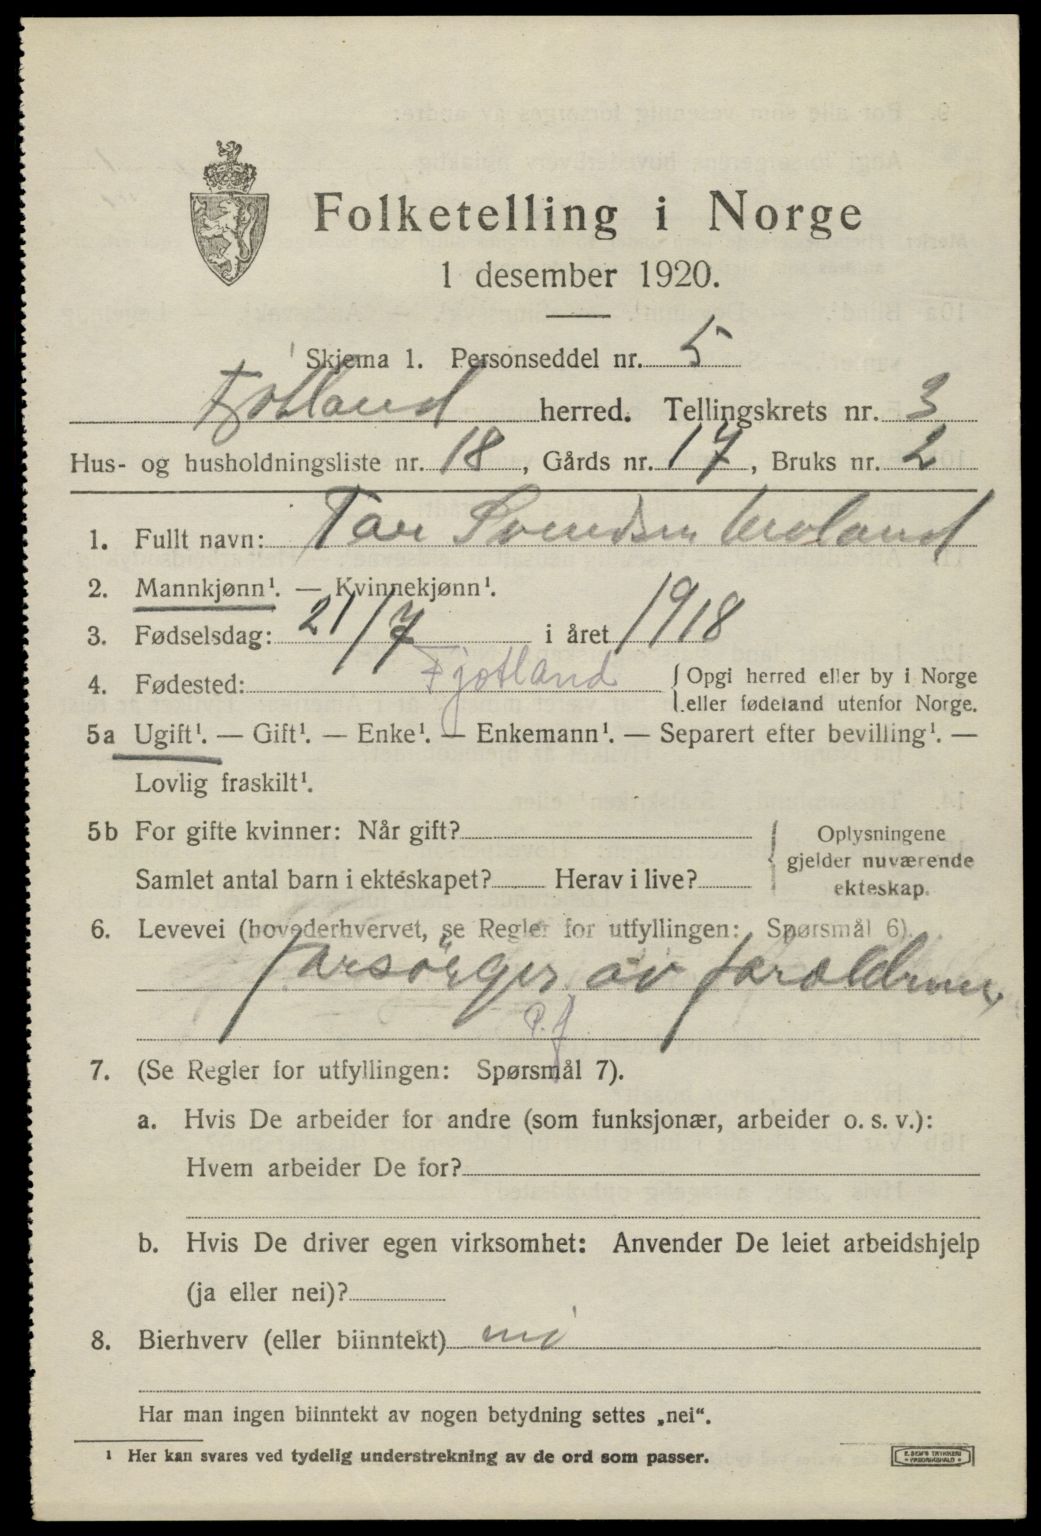 Folketelling i Norge
1 desember 1920.
Skjema 1. Personseddel nr. 5
Fjotland herred. Tellingskrets nr. 3
Hus- og husholdningsliste nr. 18, Gårds nr. 17, Bruks nr. 2
1. Fullt navn: Tor Svendsen
2. Mannkjønn¹. — Kvinnekjønn¹.
3. Fødselsdag: 21/7 i året 1918
4. Fødested: Fjotland {Opgi herred eller by i Norge
eller fødeland utenfor Norge.
5a Ugift¹. — Gift¹. — Enke¹. — Enkemann¹. — Separert efter bevilling¹. —
Lovlig fraskilt¹.
5b For gifte kvinner: Når gift?
Samlet antal barn i ekteskapet? Herav i live?
{ Oplysningene
gjelder nuværende
ekteskap.
6. Levevei (hovederhvervet, se Regler for utfyllingen: Spørsmål 6).
forsørges av foreldrene
P. f
7. (Se Regler for utfyllingen: Spørsmål 7).
a. Hvis De arbeider for andre (som funksjonær, arbeider o. s. v.):
Hvem arbeider De for?
b. Hvis De driver egen virksomhet: Anvender De leiet arbeidshjelp
(ja eller nei)?
8. Bierhverv (eller biinntekt) nei
Har man ingen biinntekt av nogen betydning settes „nei".
¹ Her kan svares ved tydelig understrekning av de ord som passer.